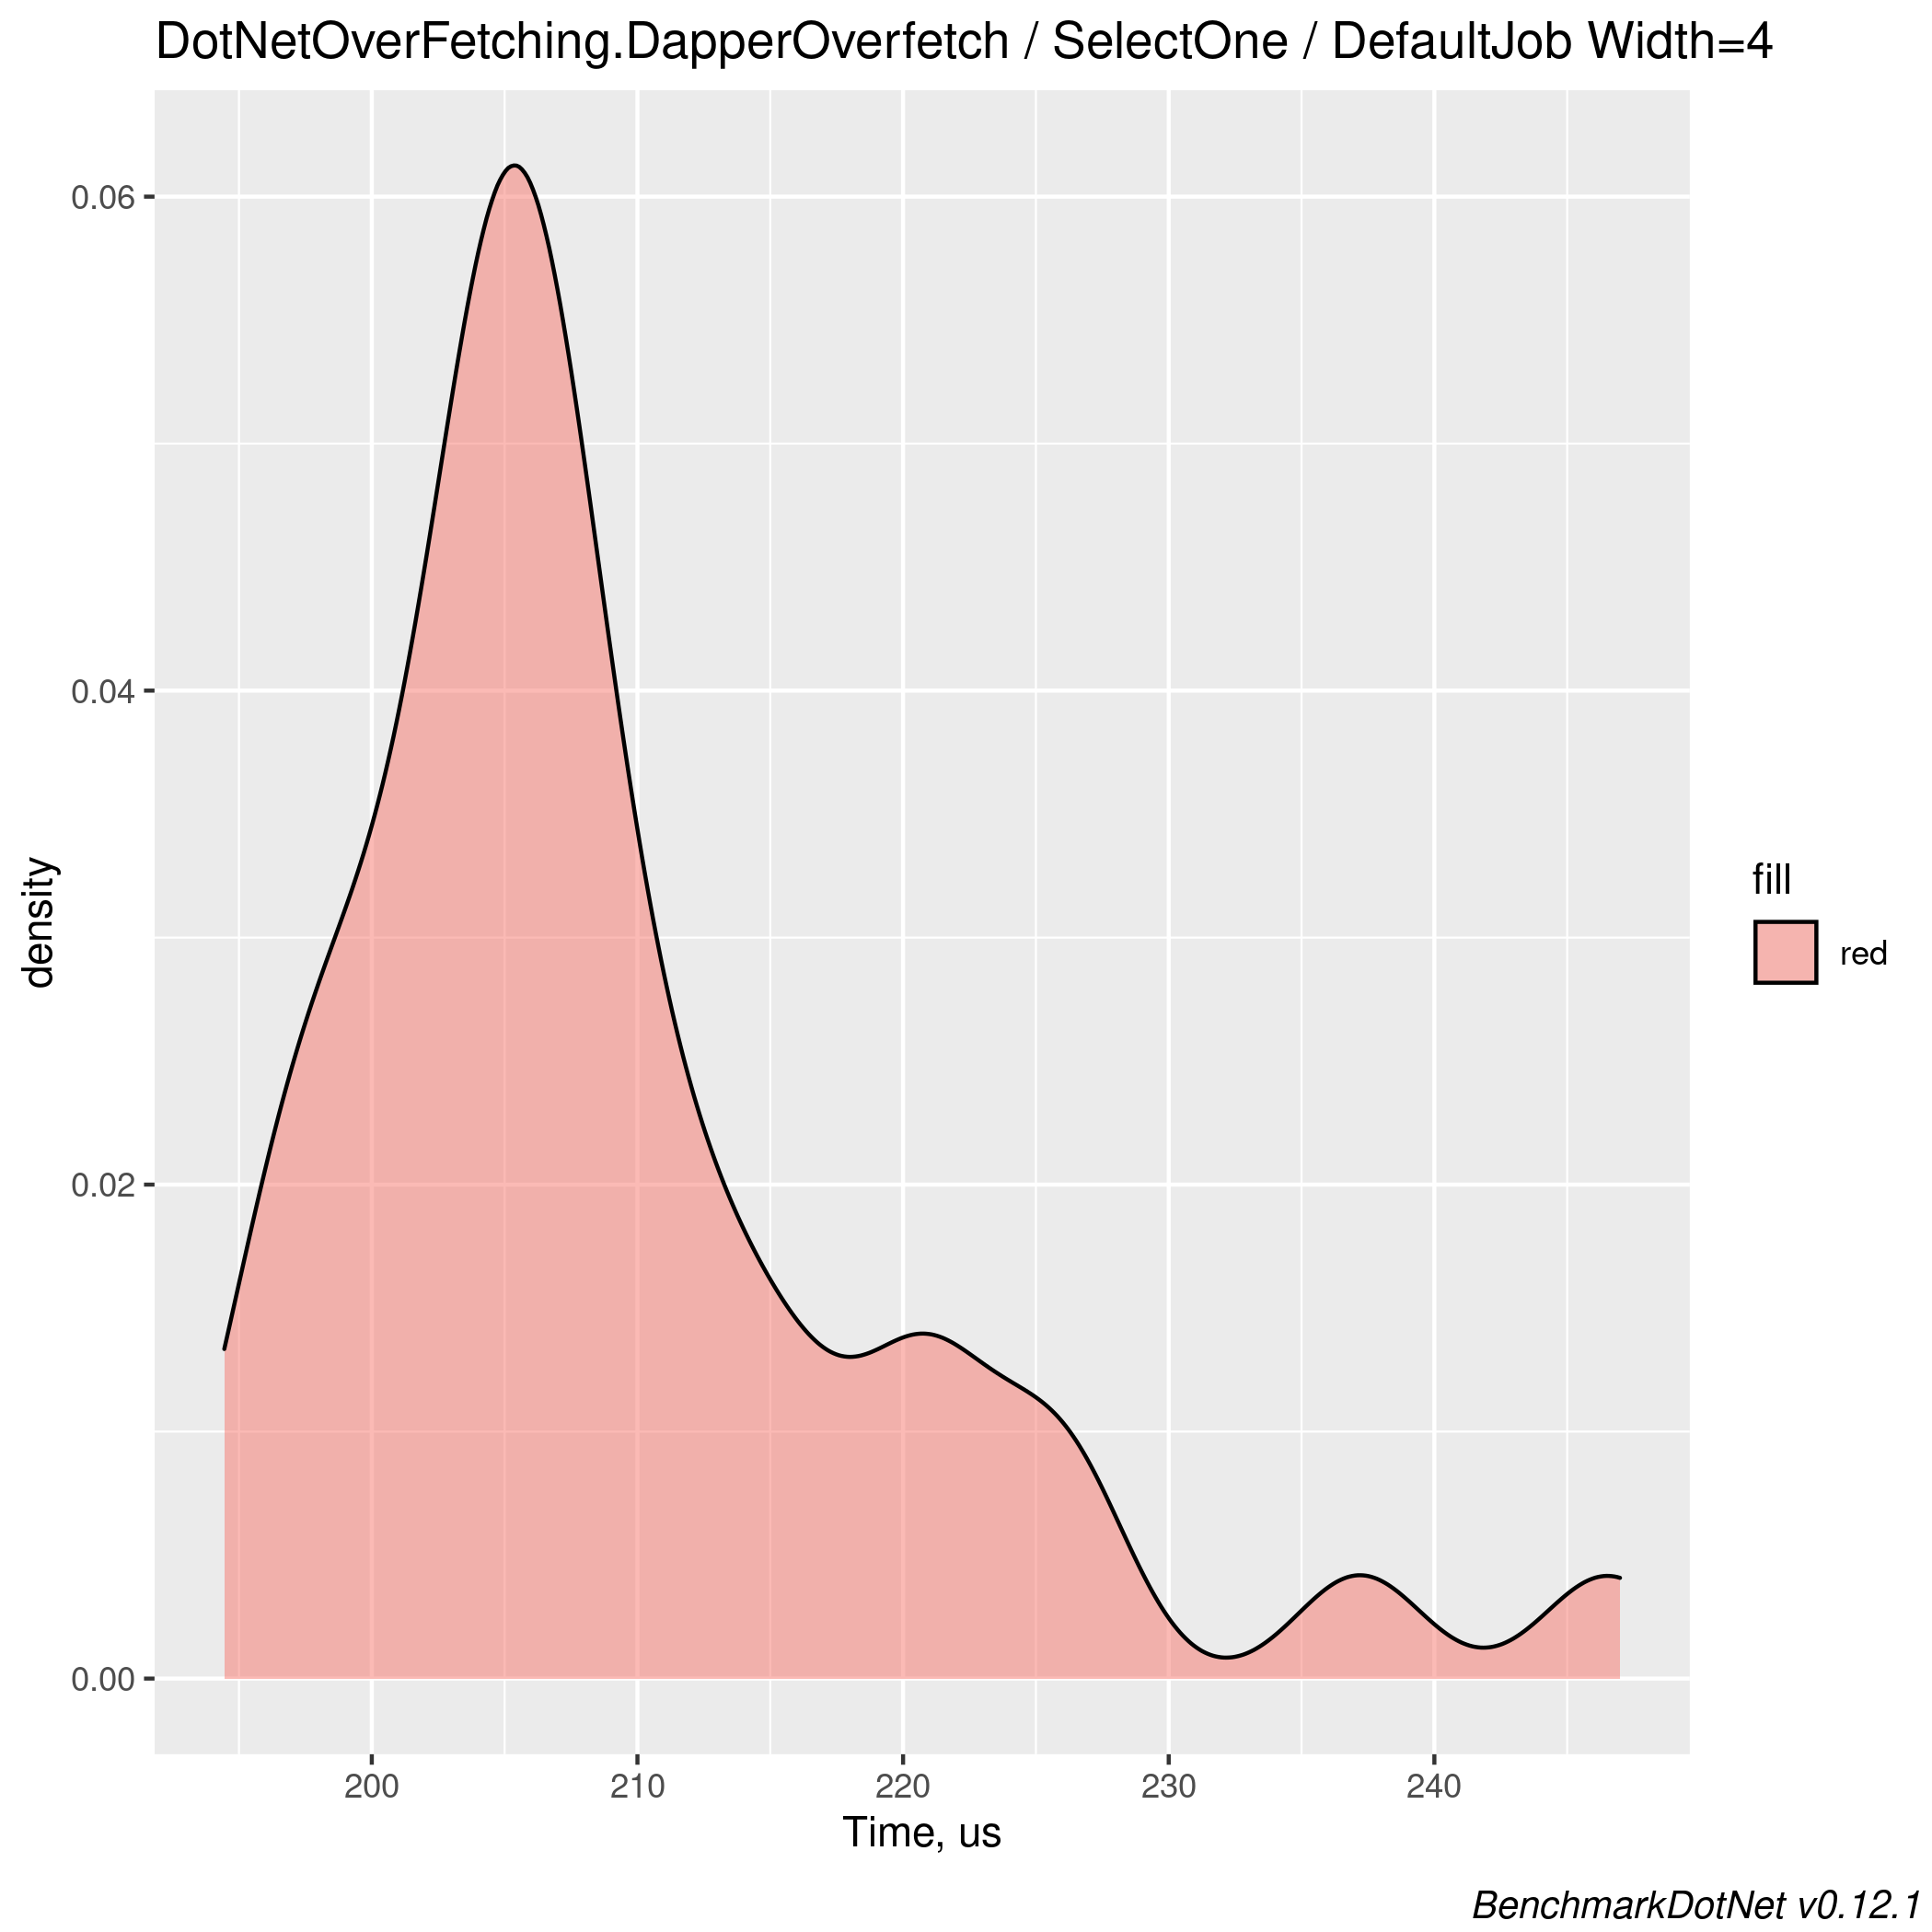 DotNetOverFetching.DapperOverfetch / SelectOne / DefaultJob Width=4
0.06
0.04
0.02
0.00
density
200 210 220 230 240
Time, us
fill
red
BenchmarkDotNet v0.12.1